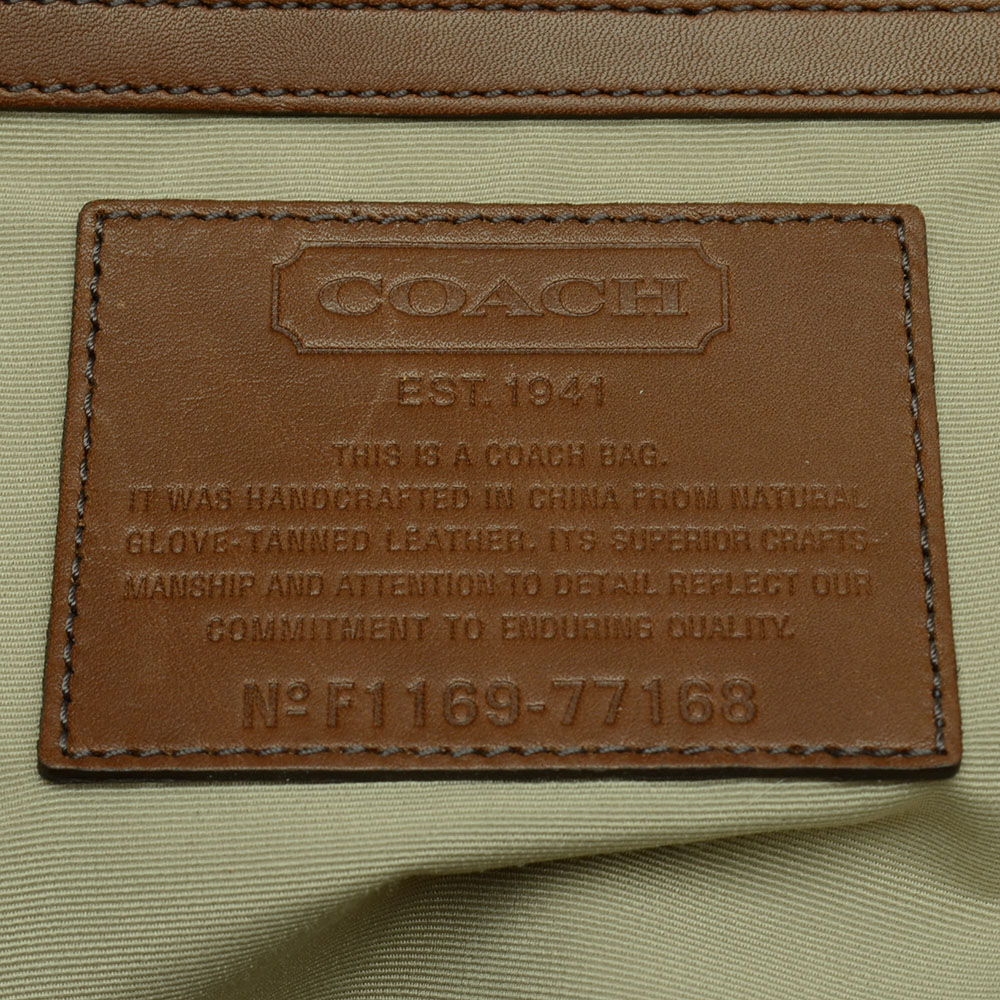 COACH
EST. 1941
THIS IS A COACH BAG.
IT WAS HANDCRAFTED IN CHINA FROM NATURAL
GLOVE-TANNED LEATHER. ITS SUPERIOR CRAFTS-
MANSHIP AND ATTENTION TO DETAIL REFLECT OUR
COMMITMENT TO ENDURING QUALITY.
Nº F1169-77168